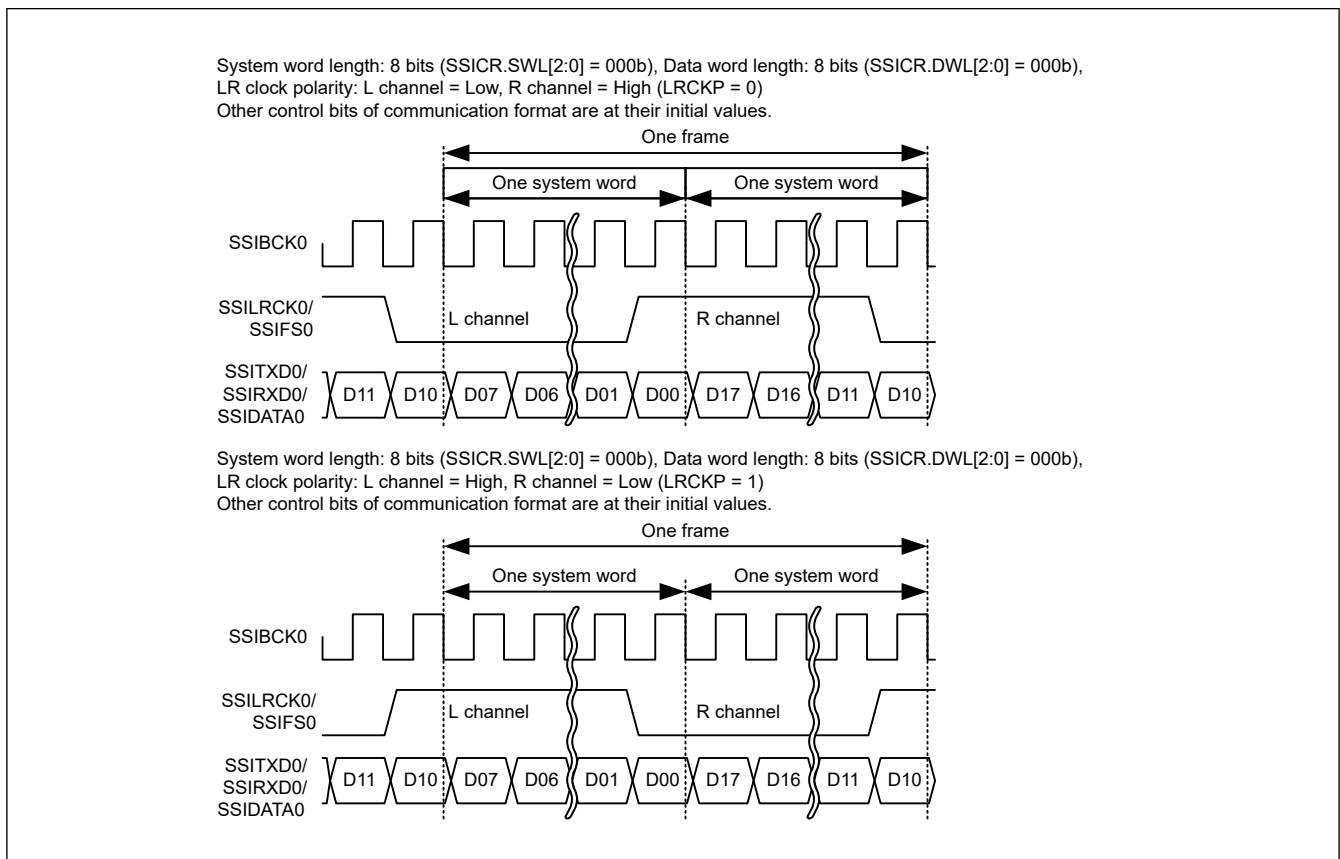 System word length: 8 bits (SSICR.SWL[2:0] = 000b), Data word length: 8 bits (SSICR.DWL[2:0] = 000b),
LR clock polarity: L channel = Low, R channel = High (LRCKP = 0)
Other control bits of communication format are at their initial values.
One frame
One system word One system word
SSIBCK0
SSILRCK0/
SSIFS0
L channel R channel
SSITXD0/
SSIRXD0/
SSIDATA0
D11 D10 D07 D06 D01 D00 D17 D16 D11 D10
System word length: 8 bits (SSICR.SWL[2:0] = 000b), Data word length: 8 bits (SSICR.DWL[2:0] = 000b),
LR clock polarity: L channel = High, R channel = Low (LRCKP = 1)
Other control bits of communication format are at their initial values.
One frame
One system word One system word
SSIBCK0
SSILRCK0/
SSIFS0
L channel R channel
SSITXD0/
SSIRXD0/
SSIDATA0
D11 D10 D07 D06 D01 D00 D17 D16 D11 D10